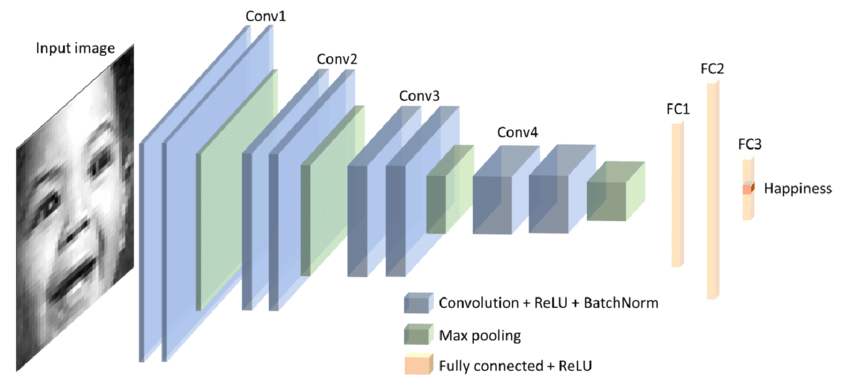 Input image
Conv1
Conv2
Conv3
Conv4
FC1
FC2
FC3
Happiness
Convolution + ReLU + BatchNorm
Max pooling
Fully connected + ReLU